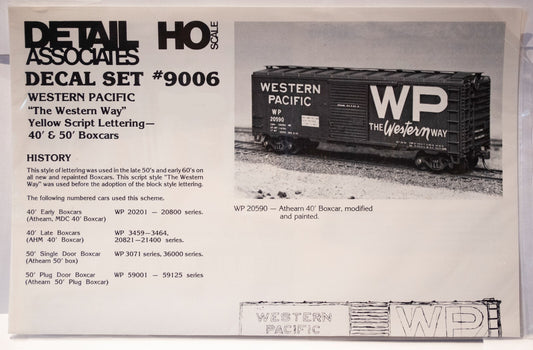 DETAIL HO SCALE
ASSOCIATES
DECAL SET #9006
WESTERN PACIFIC
"The Western Way"
Yellow Script Lettering—
40' & 50' Boxcars
HISTORY
This style of lettering was used in the late 50's and early 60's on
all new and repainted Boxcars. This script style "The Western
Way" was used before the adoption of the block style lettering.
The following numbered cars used this scheme.
40' Early Boxcars WP 20201 — 20800 series.
(Athearn, MDC 40' Boxcar)
40' Late Boxcars WP 3459—3464,
(AHM 40' Boxcar) 20821—21400 series.
50' Single Door Boxcar WP 3071 series, 36000 series.
(Athearn 50' box)
50' Plug Door Boxcar WP 59001 — 59125 series.
(Athearn 50' Plug Boxcar)
WESTERN
PACIFIC
WP
20590
WP
THE Western WAY
WP 20590 — Athearn 40' Boxcar, modified
and painted.
WESTERN
PACIFIC
WP